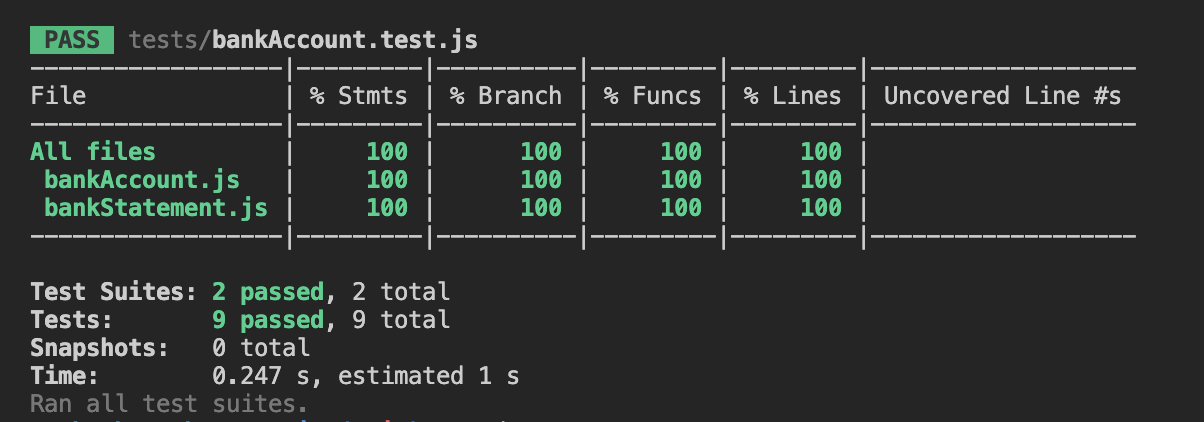 PASS tests/bankAccount.test.js
------------------|---------|----------|---------|---------|-------------------
File              | % Stmts | % Branch | % Funcs | % Lines | Uncovered Line #s
------------------|---------|----------|---------|---------|-------------------
All files         |     100 |      100 |     100 |     100 |
 bankAccount.js   |     100 |      100 |     100 |     100 |
 bankStatement.js |     100 |      100 |     100 |     100 |
------------------|---------|----------|---------|---------|-------------------
Test Suites: 2 passed, 2 total
Tests:       9 passed, 9 total
Snapshots:   0 total
Time:        0.247 s, estimated 1 s
Ran all test suites.